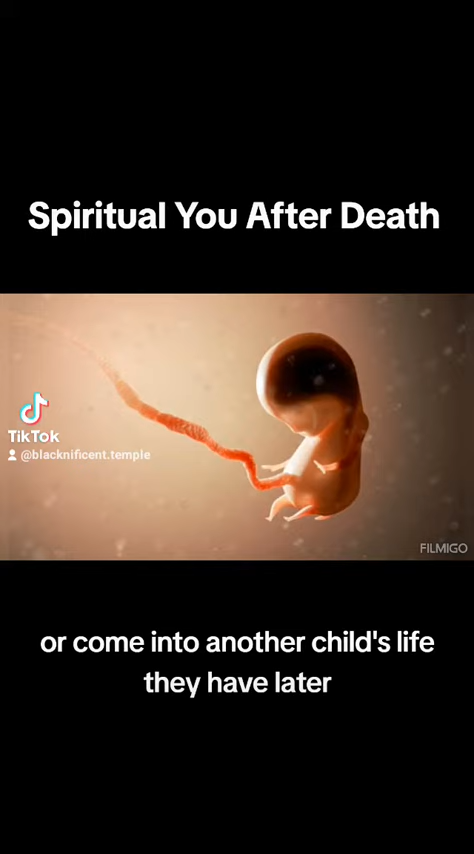 Spiritual You After Death
TikTok
@blacknificent.temple
FILMIGO
or come into another child's life
they have later